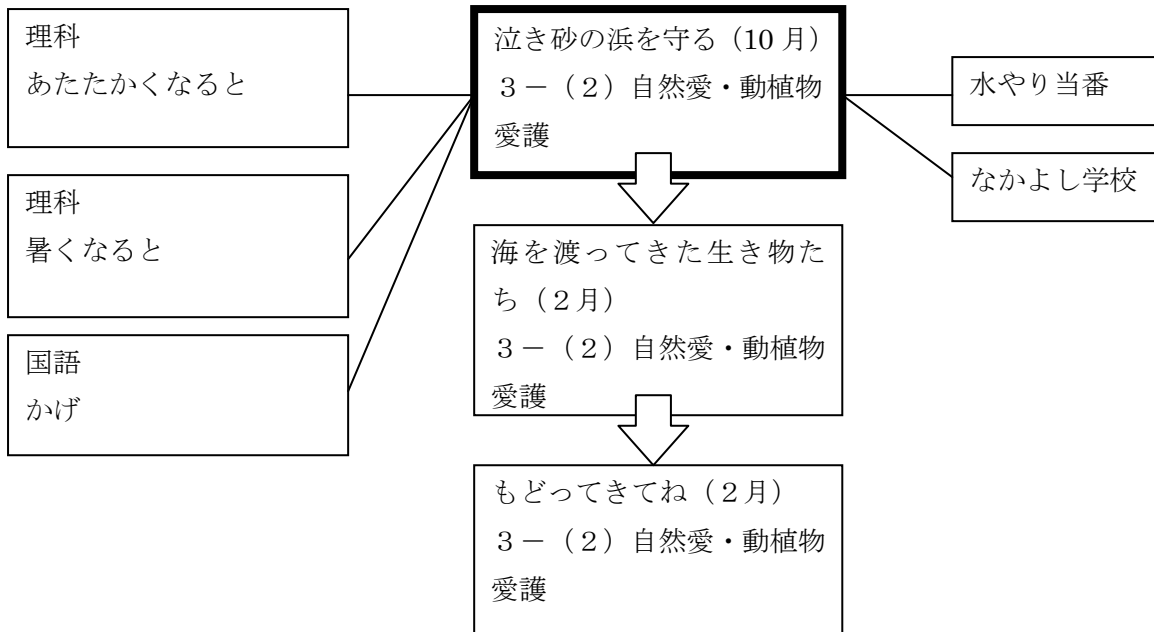 理科
あたたかくなると
理科
暑くなると
国語
かげ
泣き砂の浜を守る（10 月）
３－（２）自然愛・動植物
愛護
海を渡ってきた生き物た
ち（２月）
３－（２）自然愛・動植物
愛護
もどってきてね（２月）
３－（２）自然愛・動植物
愛護
水やり当番
なかよし学校